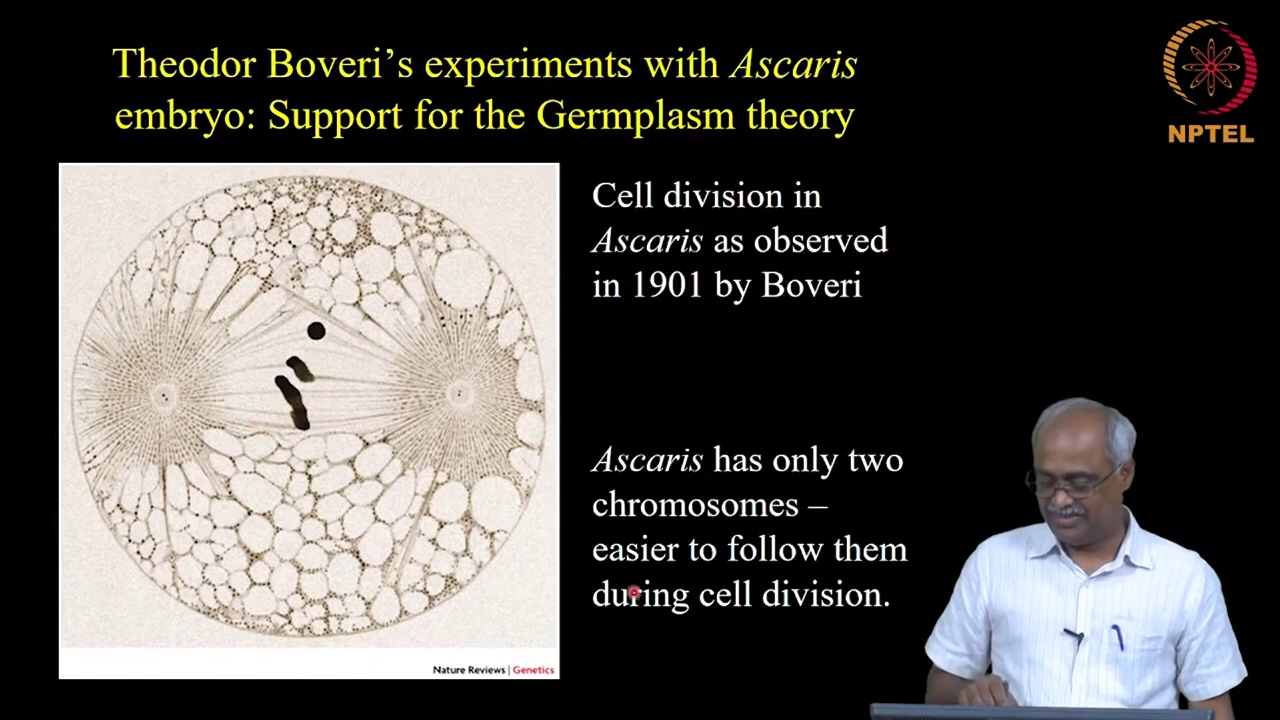 Theodor Boveri's experiments with Ascaris
embryo: Support for the Germplasm theory
NPTEL
Cell division in
Ascaris as observed
in 1901 by Boveri
Ascaris has only two
chromosomes –
easier to follow them
during cell division.
Nature Reviews | Genetics